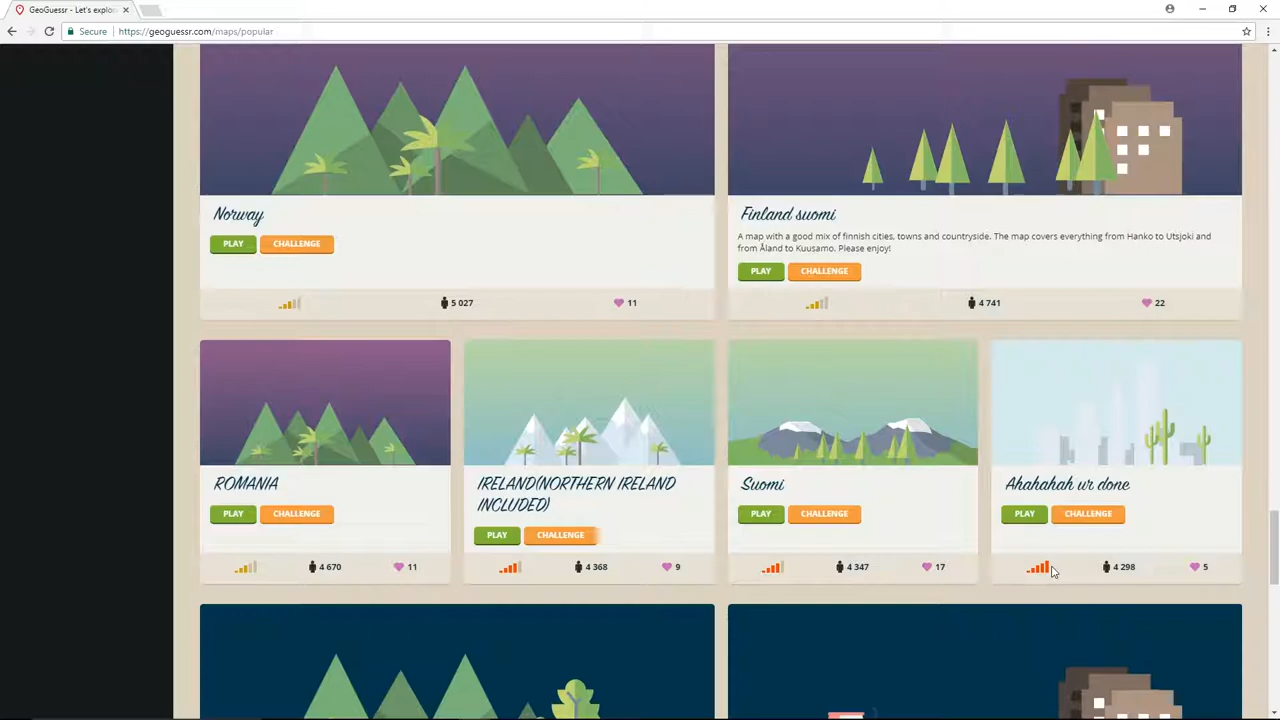 GeoGuessr - Let's explo
Secure
https://geoguessr.com/maps/popular
Norway
PLAY CHALLENGE
5 027
11
Finland suomi
A map with a good mix of finnish cities, towns and countryside. The map covers everything from Hanko to Utsjoki and
from Åland to Kuusamo. Please enjoy!
PLAY CHALLENGE
4 741
22
ROMANIA
PLAY CHALLENGE
4 670
11
IRELAND(NORTHERN IRELAND
INCLUDED)
PLAY CHALLENGE
4 368
9
Suomi
PLAY CHALLENGE
4 347
17
Ahahahah ur done
PLAY CHALLENGE
4 298
5